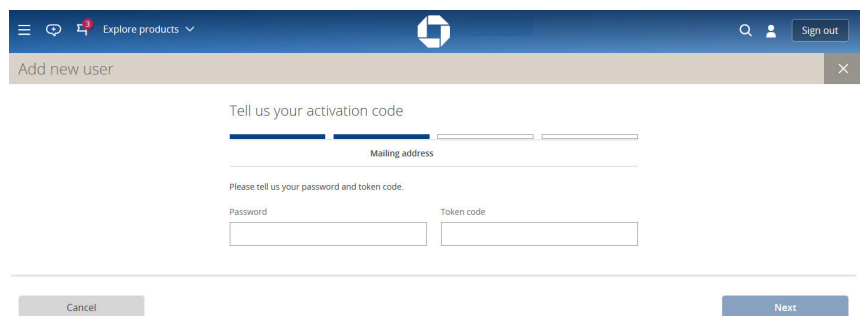 3
Explore products
Sign out
Add new user
Tell us your activation code
Mailing address
Please tell us your password and token code.
Password Token code
Cancel Next